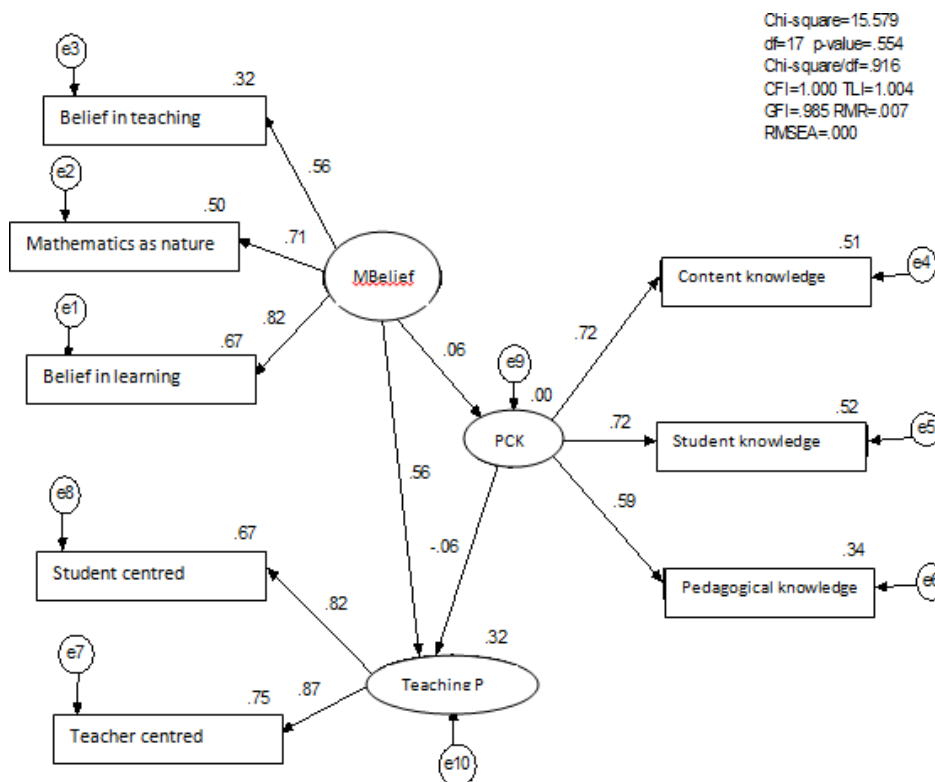 Chi-square=15.579
df=17 p-value=.554
Chi-square/df=.916
CFI=1.000 TLI=1.004
GFI=.985 RMR=.007
RMSEA=.000
e3
.32
Belief in teaching
.56
e2
.50
Mathematics as nature
.71
MBelief
e1
.82
.67
Belief in learning
.51
e4
Content knowledge
.72
.06
e9
.00
PCK
.72
.52
e5
Student knowledge
.56
.59
-.06
.34
e6
Pedagogical knowledge
e8
.67
Student centred
.82
.32
Teaching P
e7
.75
.87
Teacher centred
e10